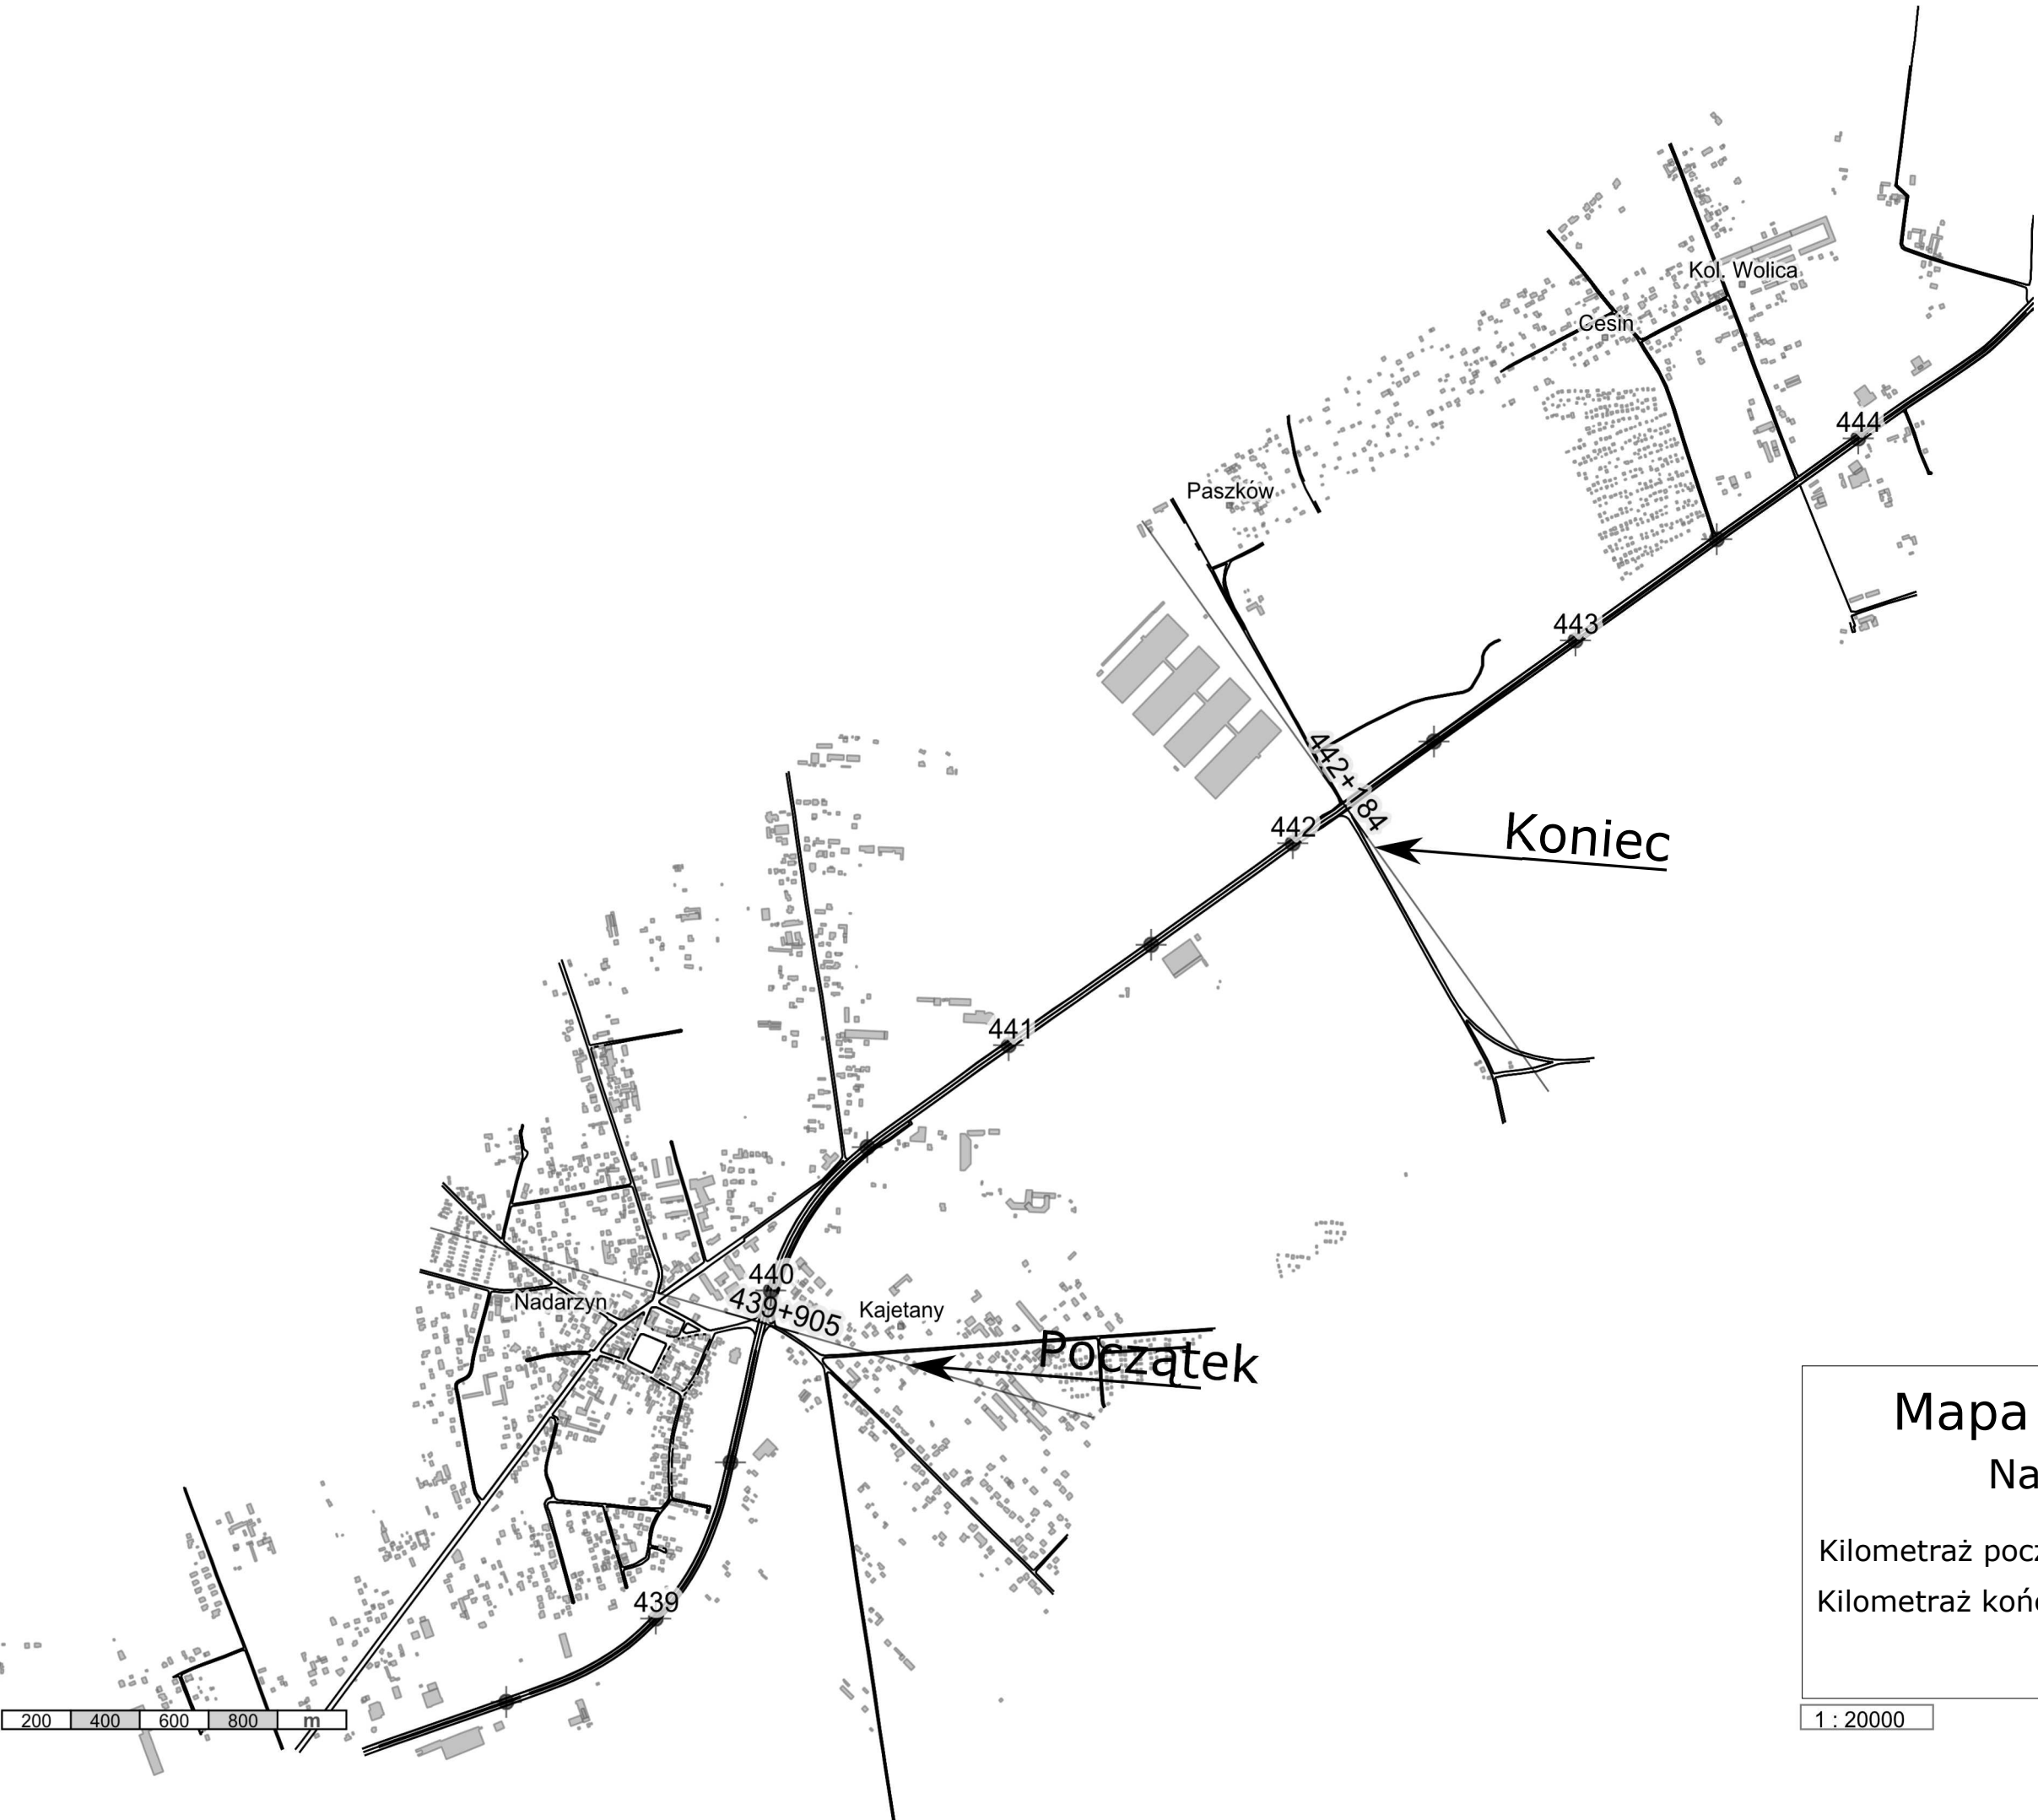 Kol. Wolica
Cesin
444
Paszków
443
442+184
442
Koniec
441
440
439+905
Nadarzyn
Kajetany
Początek
439
Mapa
Na
Kilometraż pocz
Kilometraż końc
200 400 600 800 m
1 : 20000